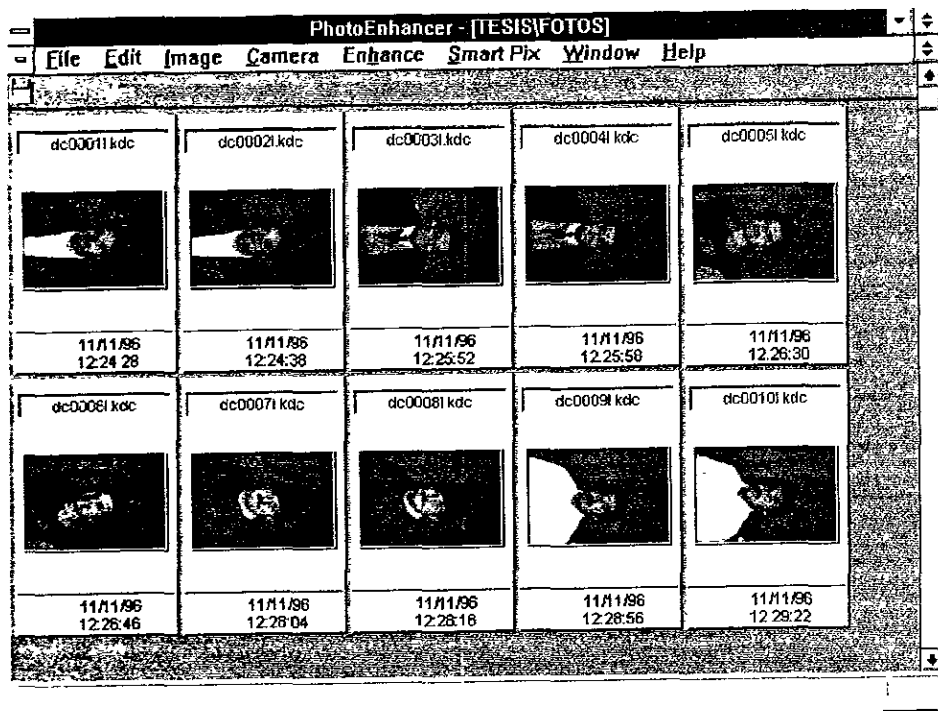 PhotoEnhancer - [TESIS\FOTOS]
File Edit Image Camera Enhance Smart Pix Window Help
dc0001l.kdc dc0002l.kdc dc0003l.kdc dc0004l kdc dc0005l kdc
11/11/96 11/11/96 11/11/96 11/11/96 11/11/96
12:24 28 12:24:38 12:25:52 12.25:58 12.26:30
dc0006l kdc dc0007l kdc dc0008l kdc dc0009l kdc dc0010l kdc
11/11/96 11/11/96 11/11/96 11/11/96 11/11/96
12:26:46 12:28:04 12:28:16 12:28:56 12 29:22